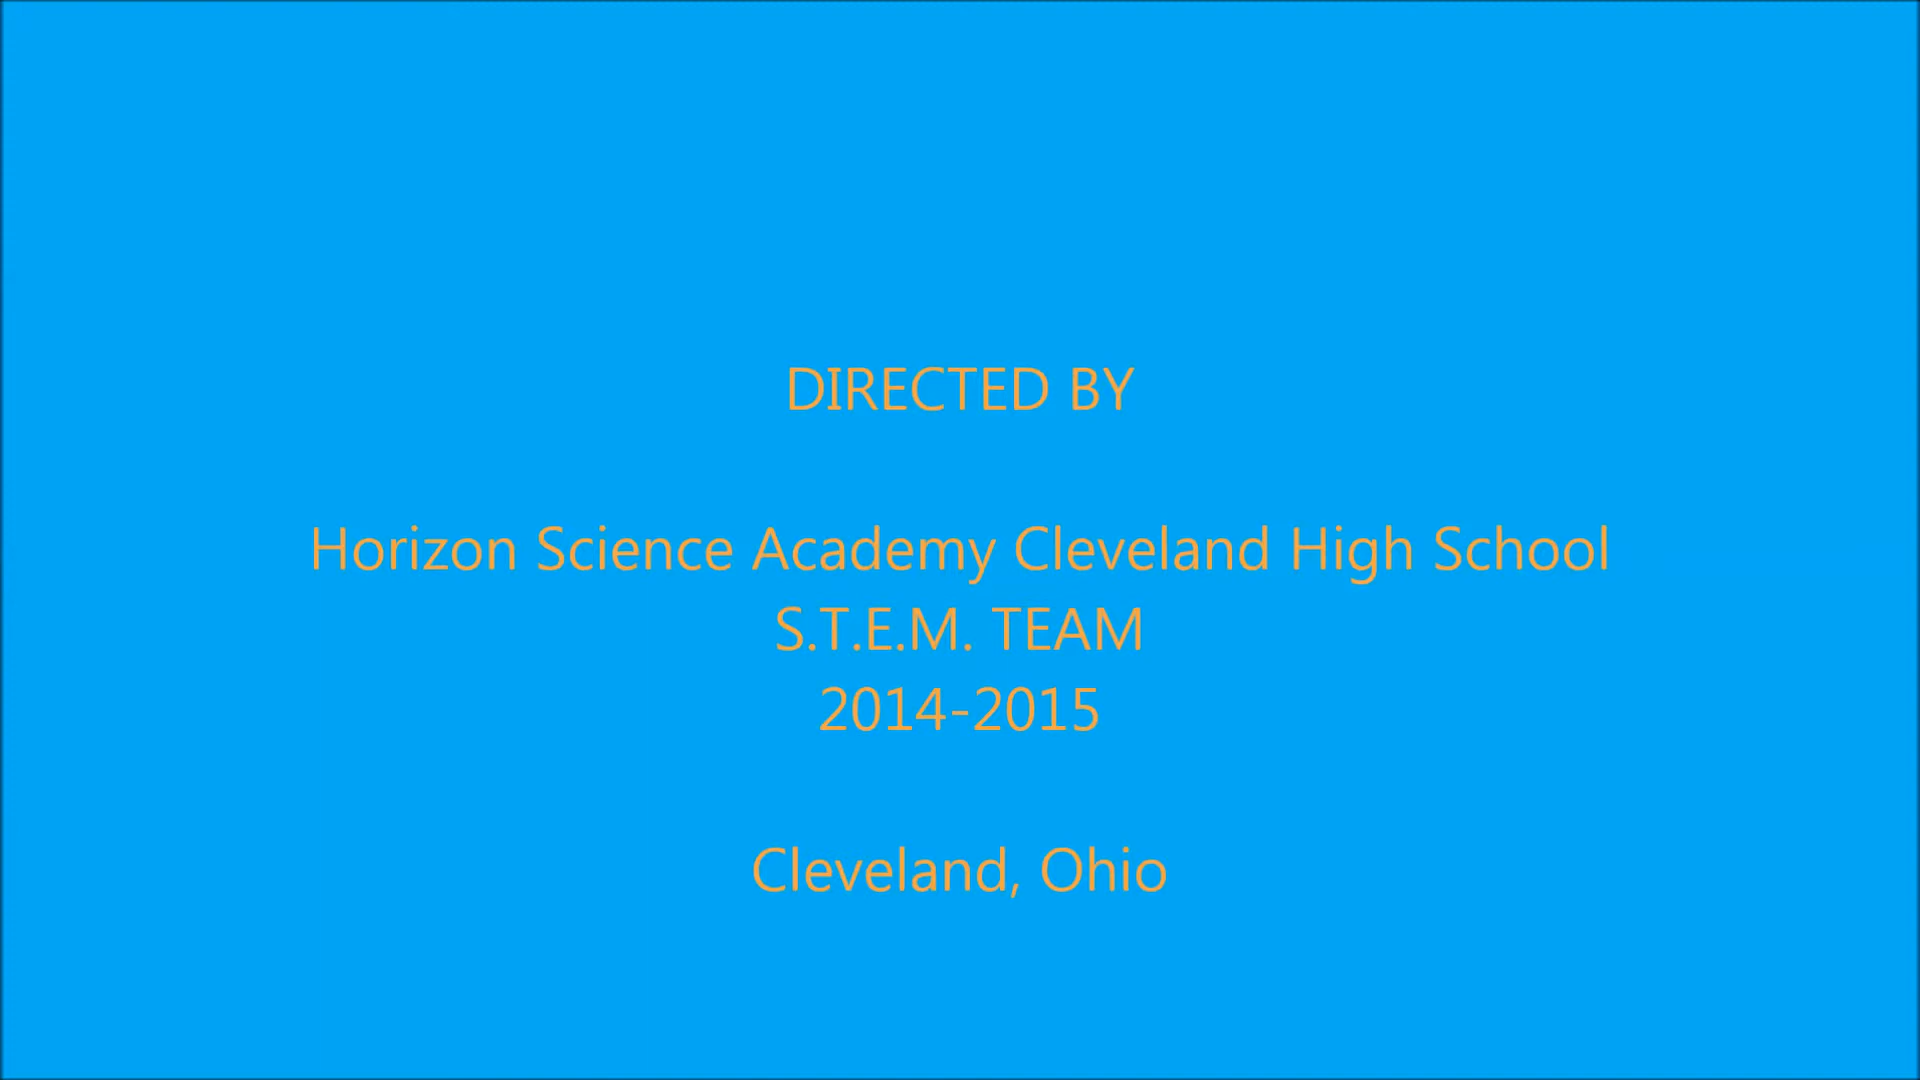 DIRECTED BY
Horizon Science Academy Cleveland High School
S.T.E.M. TEAM
2014-2015
Cleveland, Ohio